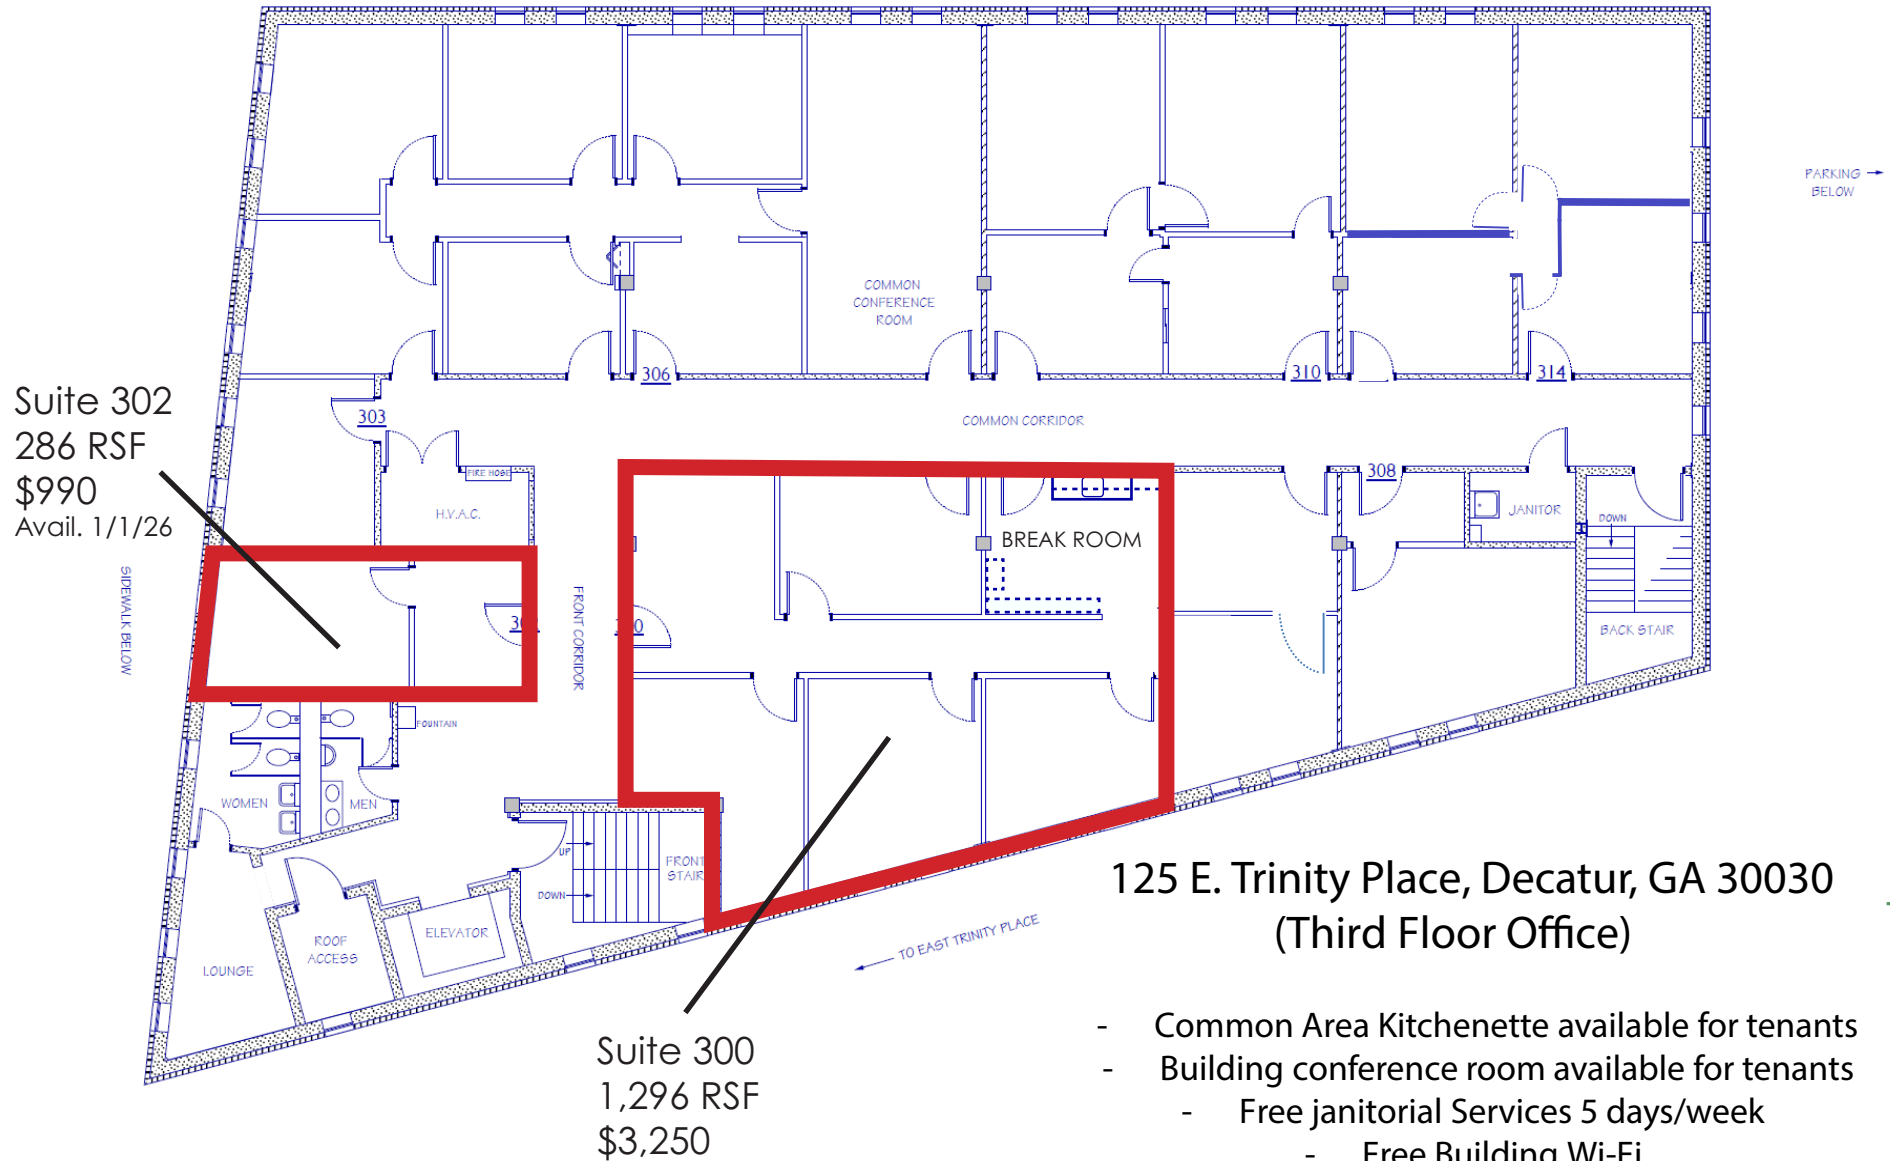 PARKING
BELOW
COMMON
CONFERENCE
ROOM
306
310
314
Suite 302
286 RSF
$990
Avail. 1/1/26
303
COMMON CORRIDOR
FIRE HOSE
308
H.V.A.C.
JANITOR
DOWN
BREAK ROOM
SIDEWALK BELOW
FRONT CORRIDOR
BACK STAIR
FOUNTAIN
WOMEN
MEN
UP
FRONT
STAIR
DOWN
ELEVATOR
ROOF
ACCESS
LOUNGE
TO EAST TRINITY PLACE
125 E. Trinity Place, Decatur, GA 30030
(Third Floor Office)
Suite 300
1,296 RSF
$3,250
- Common Area Kitchenette available for tenants
- Building conference room available for tenants
- Free janitorial Services 5 days/week
- Free Building Wi-Fi